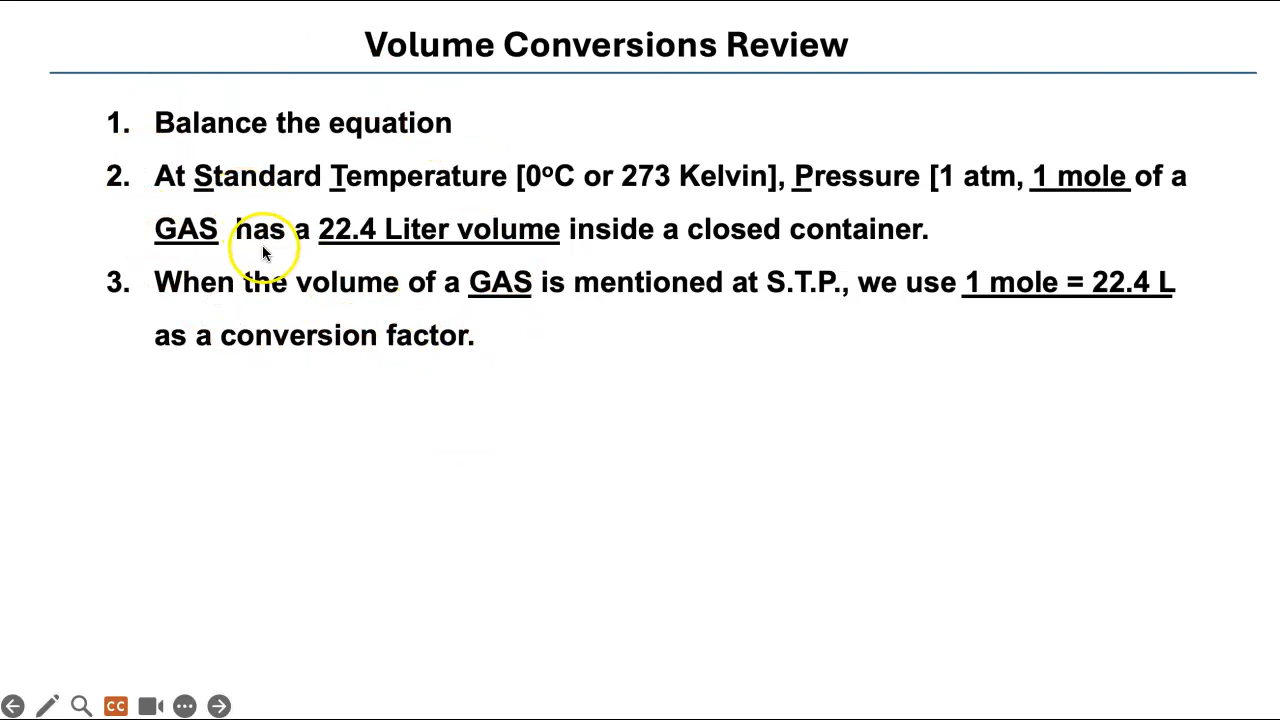 Volume Conversions Review
1. Balance the equation
2. At Standard Temperature [0°C or 273 Kelvin], Pressure [1 atm, 1 mole of a
GAS has a 22.4 Liter volume inside a closed container.
3. When the volume of a GAS is mentioned at S.T.P., we use 1 mole = 22.4 L
as a conversion factor.
CC